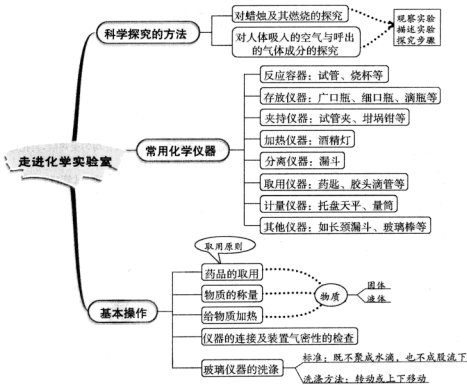 走进化学实验室
科学探究的方法
对蜡烛及其燃烧的探究
对人体吸入的空气与呼出
的气体成分的探究
观察实验
描述实验
探究步骤
常用化学仪器
反应容器：试管、烧杯等
存放仪器：广口瓶、细口瓶、滴瓶等
夹持仪器：试管夹、坩埚钳等
加热仪器：酒精灯
分离仪器：漏斗
取用仪器：药匙、胶头滴管等
计量仪器：托盘天平、量筒
其他仪器：如长颈漏斗、玻璃棒等
基本操作
取用原则
药品的取用
物质的称量
给物质加热
物质
固体
液体
仪器的连接及装置气密性的检查
玻璃仪器的洗涤
标准：既不聚成水滴，也不成股流下
洗涤方法：转动或上下移动